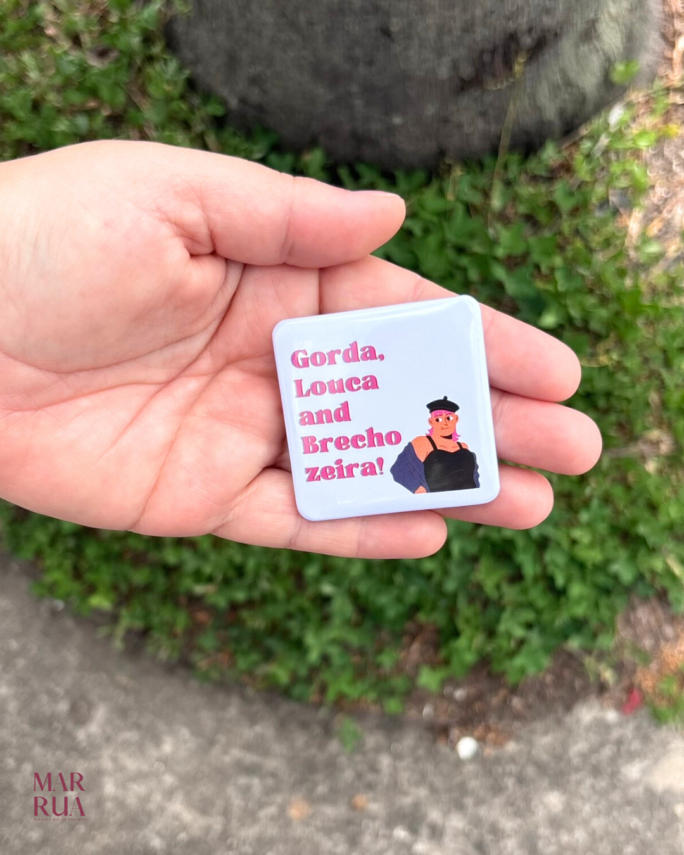 Gorda,
Louca
and
Brecho
zeira!
MAR
RUA